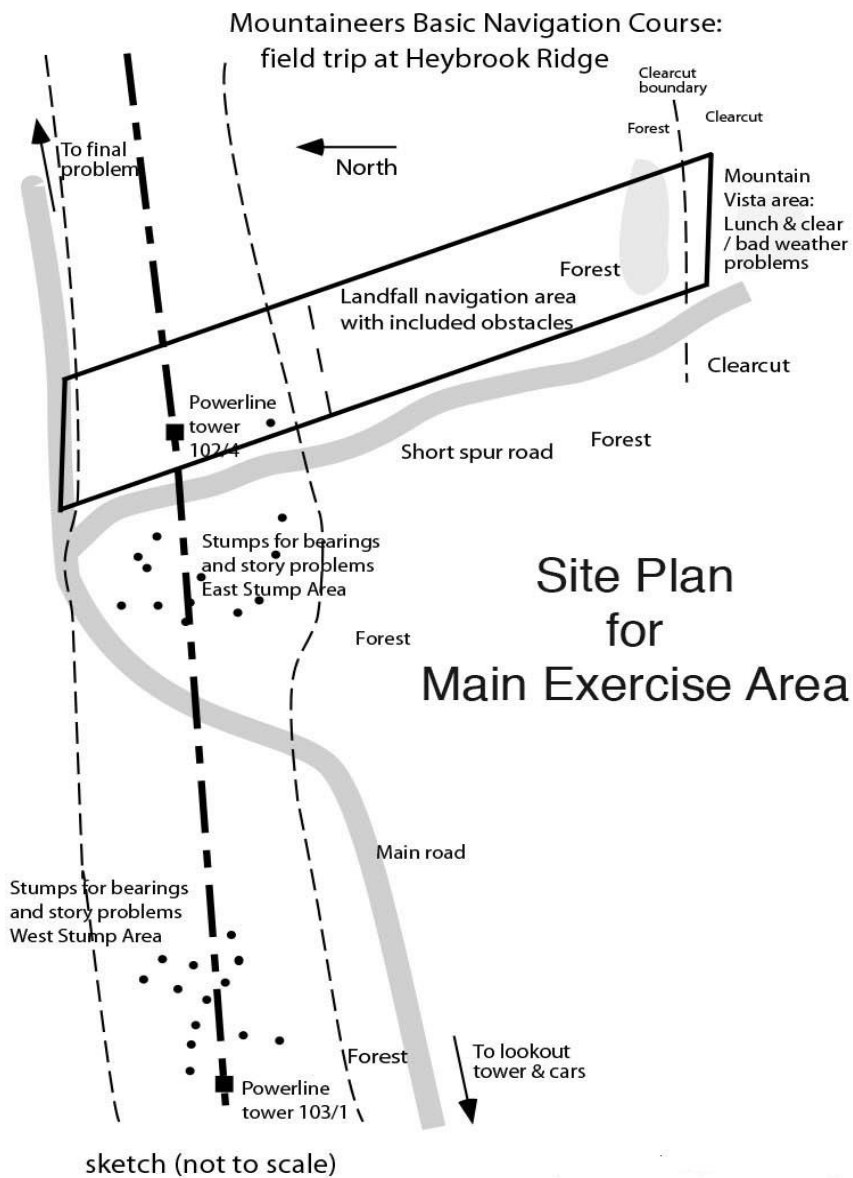 Mountaineers Basic Navigation Course:
field trip at Heybrook Ridge
Clearcut
boundary
Forest
Clearcut
To final
problem
North
Mountain
Vista area:
Lunch & clear
/ bad weather
problems
Forest
Landfall navigation area
with included obstacles
Clearcut
Powerline
tower
102/4
Forest
Short spur road
Stumps for bearings
and story problems
East Stump Area
Site Plan
for
Main Exercise Area
Forest
Main road
Stumps for bearings
and story problems
West Stump Area
Forest
To lookout
tower & cars
Powerline
tower 103/1
sketch (not to scale)